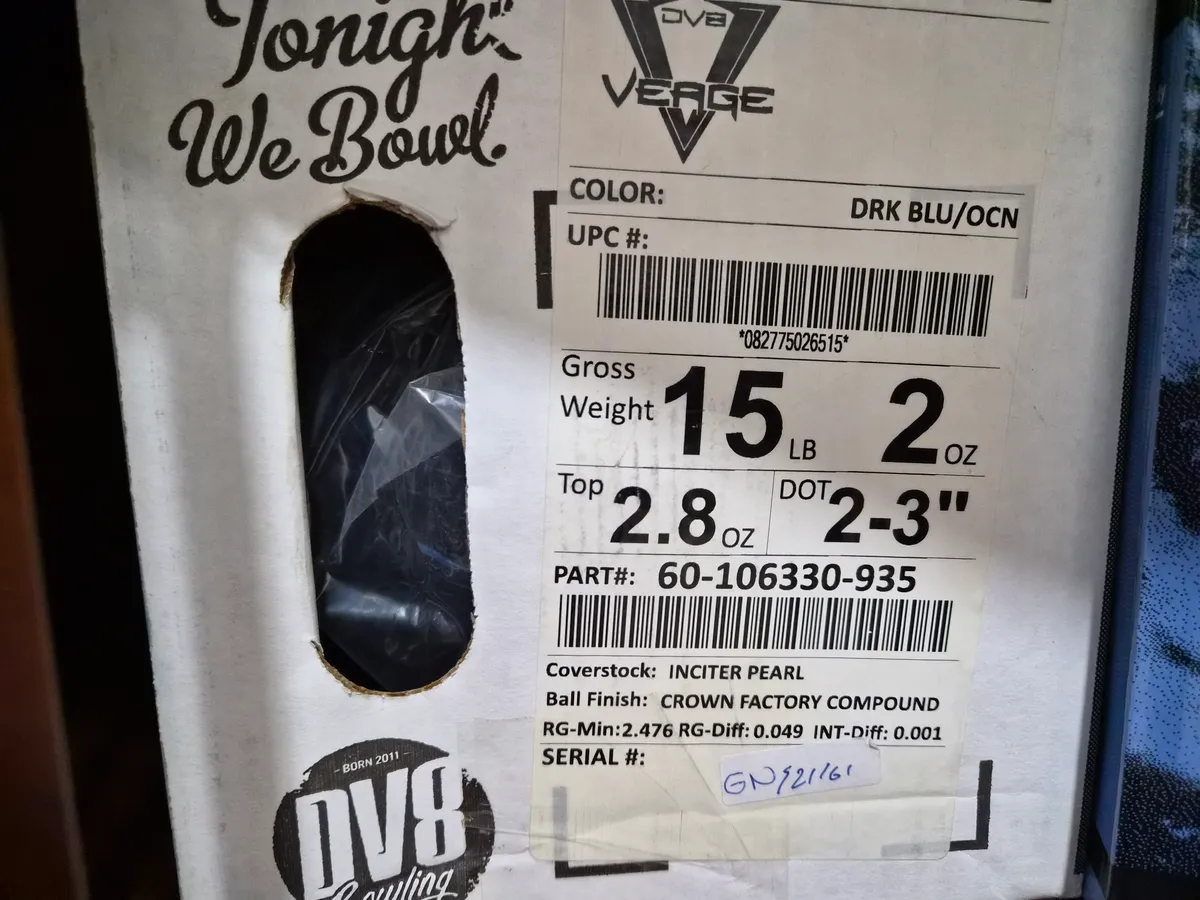 Tonight
We Bowl.
DV8
VERGE
COLOR: DRK BLU/OCN
UPC #:
*082775026515*
Gross Weight 15 LB 2 OZ
Top 2.8 OZ DOT 2-3"
PART#: 60-106330-935
Coverstock: INCITER PEARL
Ball Finish: CROWN FACTORY COMPOUND
RG-Min:2.476 RG-Diff: 0.049 INT-Diff: 0.001
SERIAL #:
- BORN 2011 -
DV8
Bowling